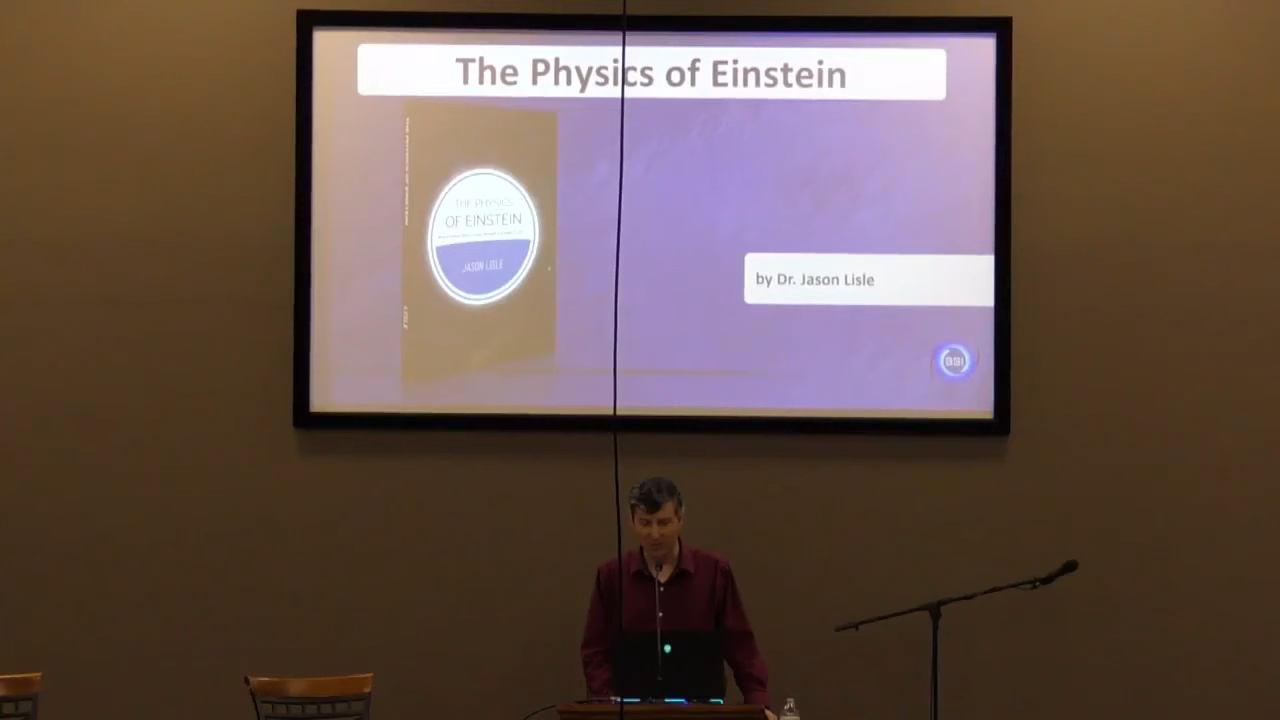 The Physics of Einstein
THE PHYSICS
OF EINSTEIN
JASON LISLE
by Dr. Jason Lisle
BSI